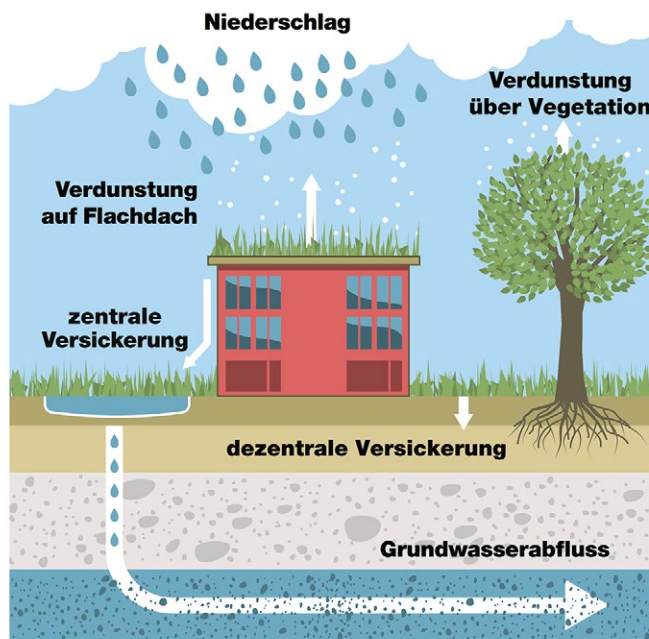 Niederschlag
Verdunstung
über Vegetation
Verdunstung
auf Flachdach
zentrale
Versickerung
dezentrale Versickerung
Grundwasserabfluss